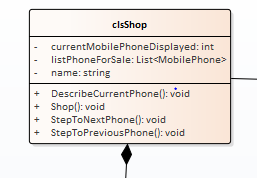 clsShop
- currentMobilePhoneDisplayed: int
- listPhoneForSale: List<MobilePhone>
- name: string
+ DescribeCurrentPhone(): void
+ Shop(): void
+ StepToNextPhone(): void
+ StepToPreviousPhone(): void